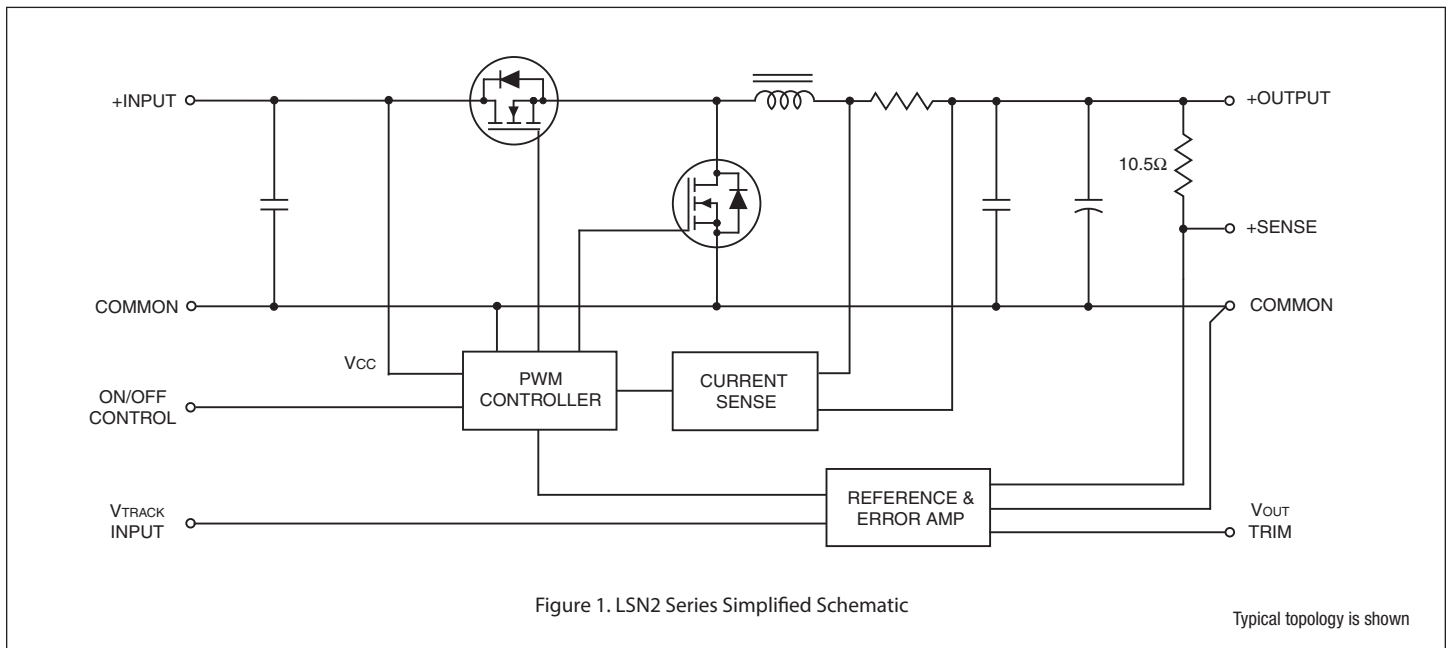 +INPUT
+OUTPUT
10.5Ω
+SENSE
COMMON
COMMON
VCC
ON/OFF
CONTROL
PWM
CONTROLLER
CURRENT
SENSE
VTRACK
INPUT
REFERENCE &
ERROR AMP
VOUT
TRIM
Figure 1. LSN2 Series Simplified Schematic
Typical topology is shown